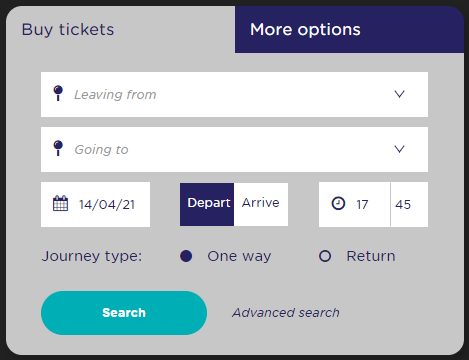 Buy tickets More options
Leaving from
Going to
14/04/21 Depart Arrive 17 45
Journey type: One way Return
Search Advanced search